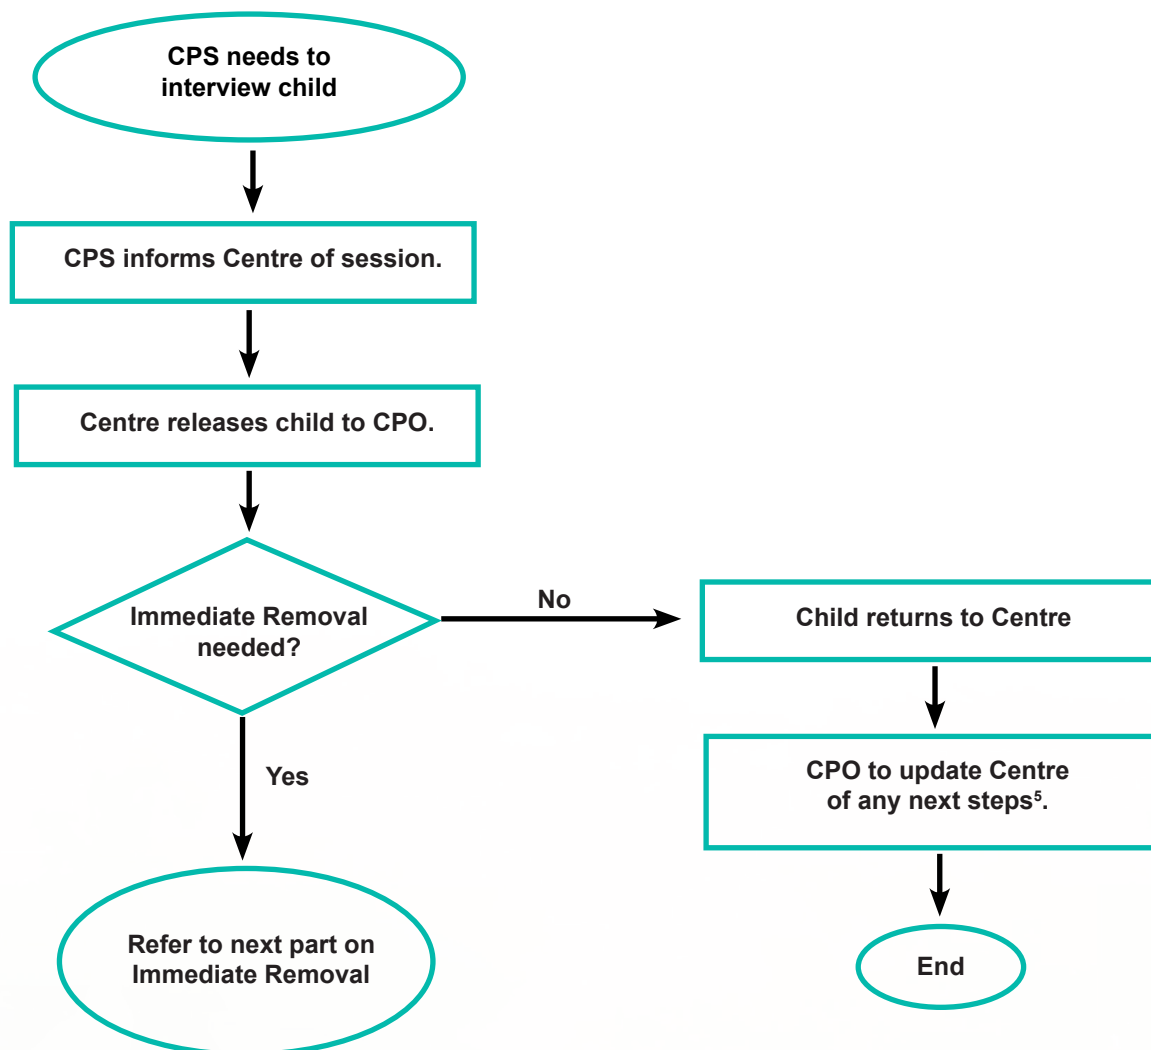 CPS needs to
interview child
CPS informs Centre of session.
Centre releases child to CPO.
Immediate Removal
needed?
No
Child returns to Centre
CPO to update Centre
of any next steps⁵.
Yes
Refer to next part on
Immediate Removal
End